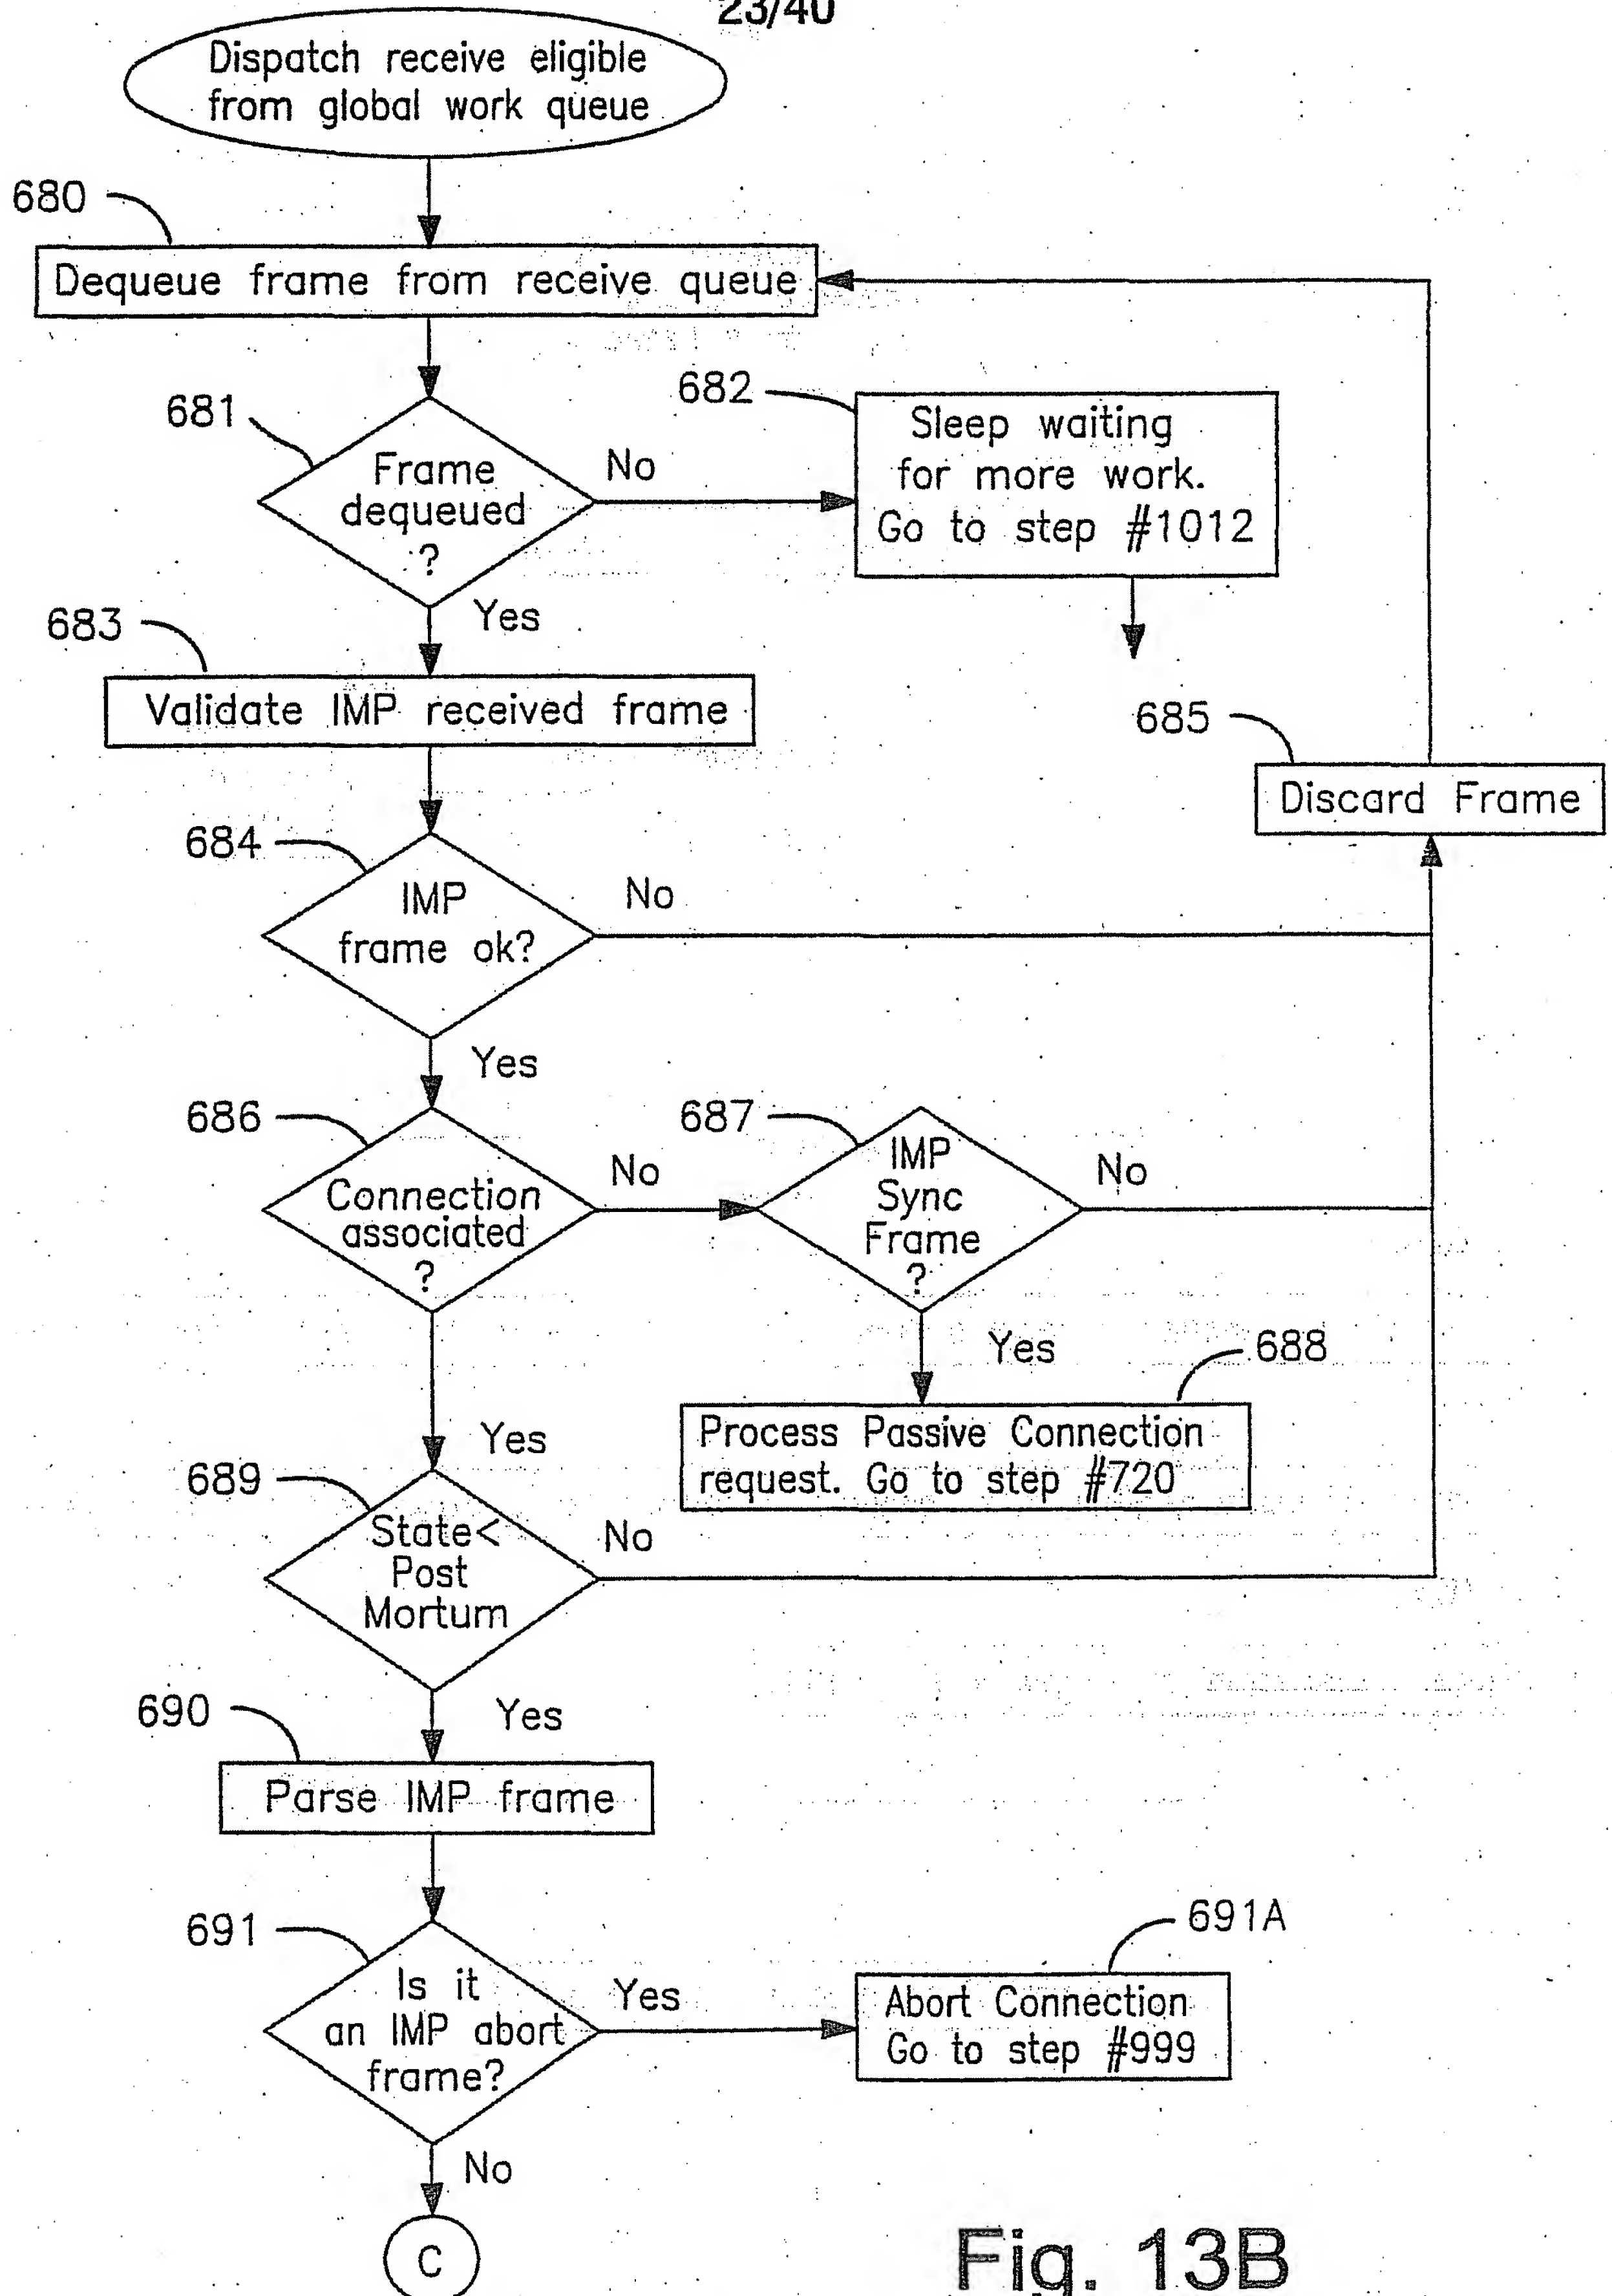 23/40
Dispatch receive eligible
from global work queue
680
Dequeue frame from receive queue
681
Frame
dequeued
?
No
682
Sleep waiting
for more work.
Go to step #1012
Yes
683
Validate IMP received frame
685
Discard Frame
684
IMP
frame ok?
No
Yes
686
Connection
associated
?
No
687
IMP
Sync
Frame
?
No
Yes
688
Process Passive Connection
request. Go to step #720
Yes
689
State<
Post
Mortum
No
Yes
690
Parse IMP frame
691
Is it
an IMP abort
frame?
Yes
691A
Abort Connection
Go to step #999
No
C
Fig. 13B